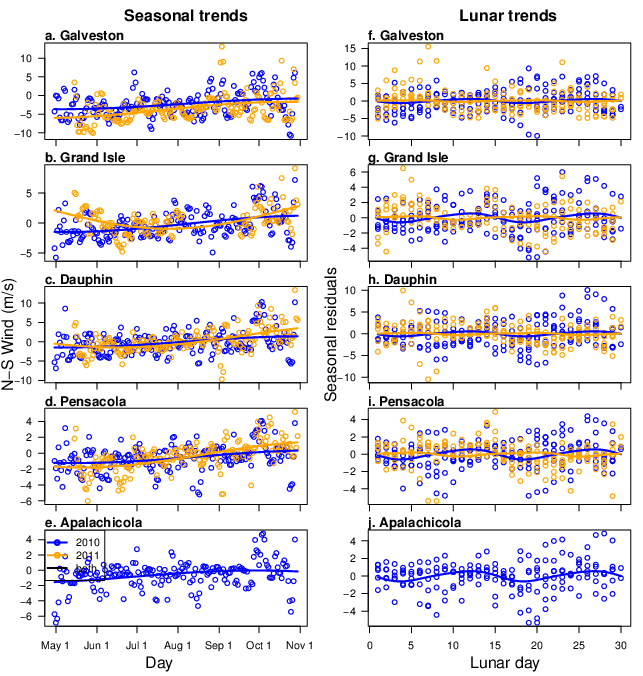 Seasonal trends
Lunar trends
a. Galveston
10
5
0
−5
−10
b. Grand Isle
5
0
−5
c. Dauphin
10
5
0
−5
−10
d. Pensacola
4
2
0
−2
−4
−6
e. Apalachicola
4
2
0
−2
−4
−6
2010
2011
both
May 1
Jun 1
Jul 1
Aug 1
Sep 1
Oct 1
Nov 1
Day
N−S Wind (m/s)
f. Galveston
15
10
5
0
−5
−10
g. Grand Isle
6
4
2
0
−2
−4
h. Dauphin
10
5
0
−5
−10
i. Pensacola
4
2
0
−2
−4
j. Apalachicola
4
2
0
−2
−4
0
5
10
15
20
25
30
Lunar day
Seasonal residuals